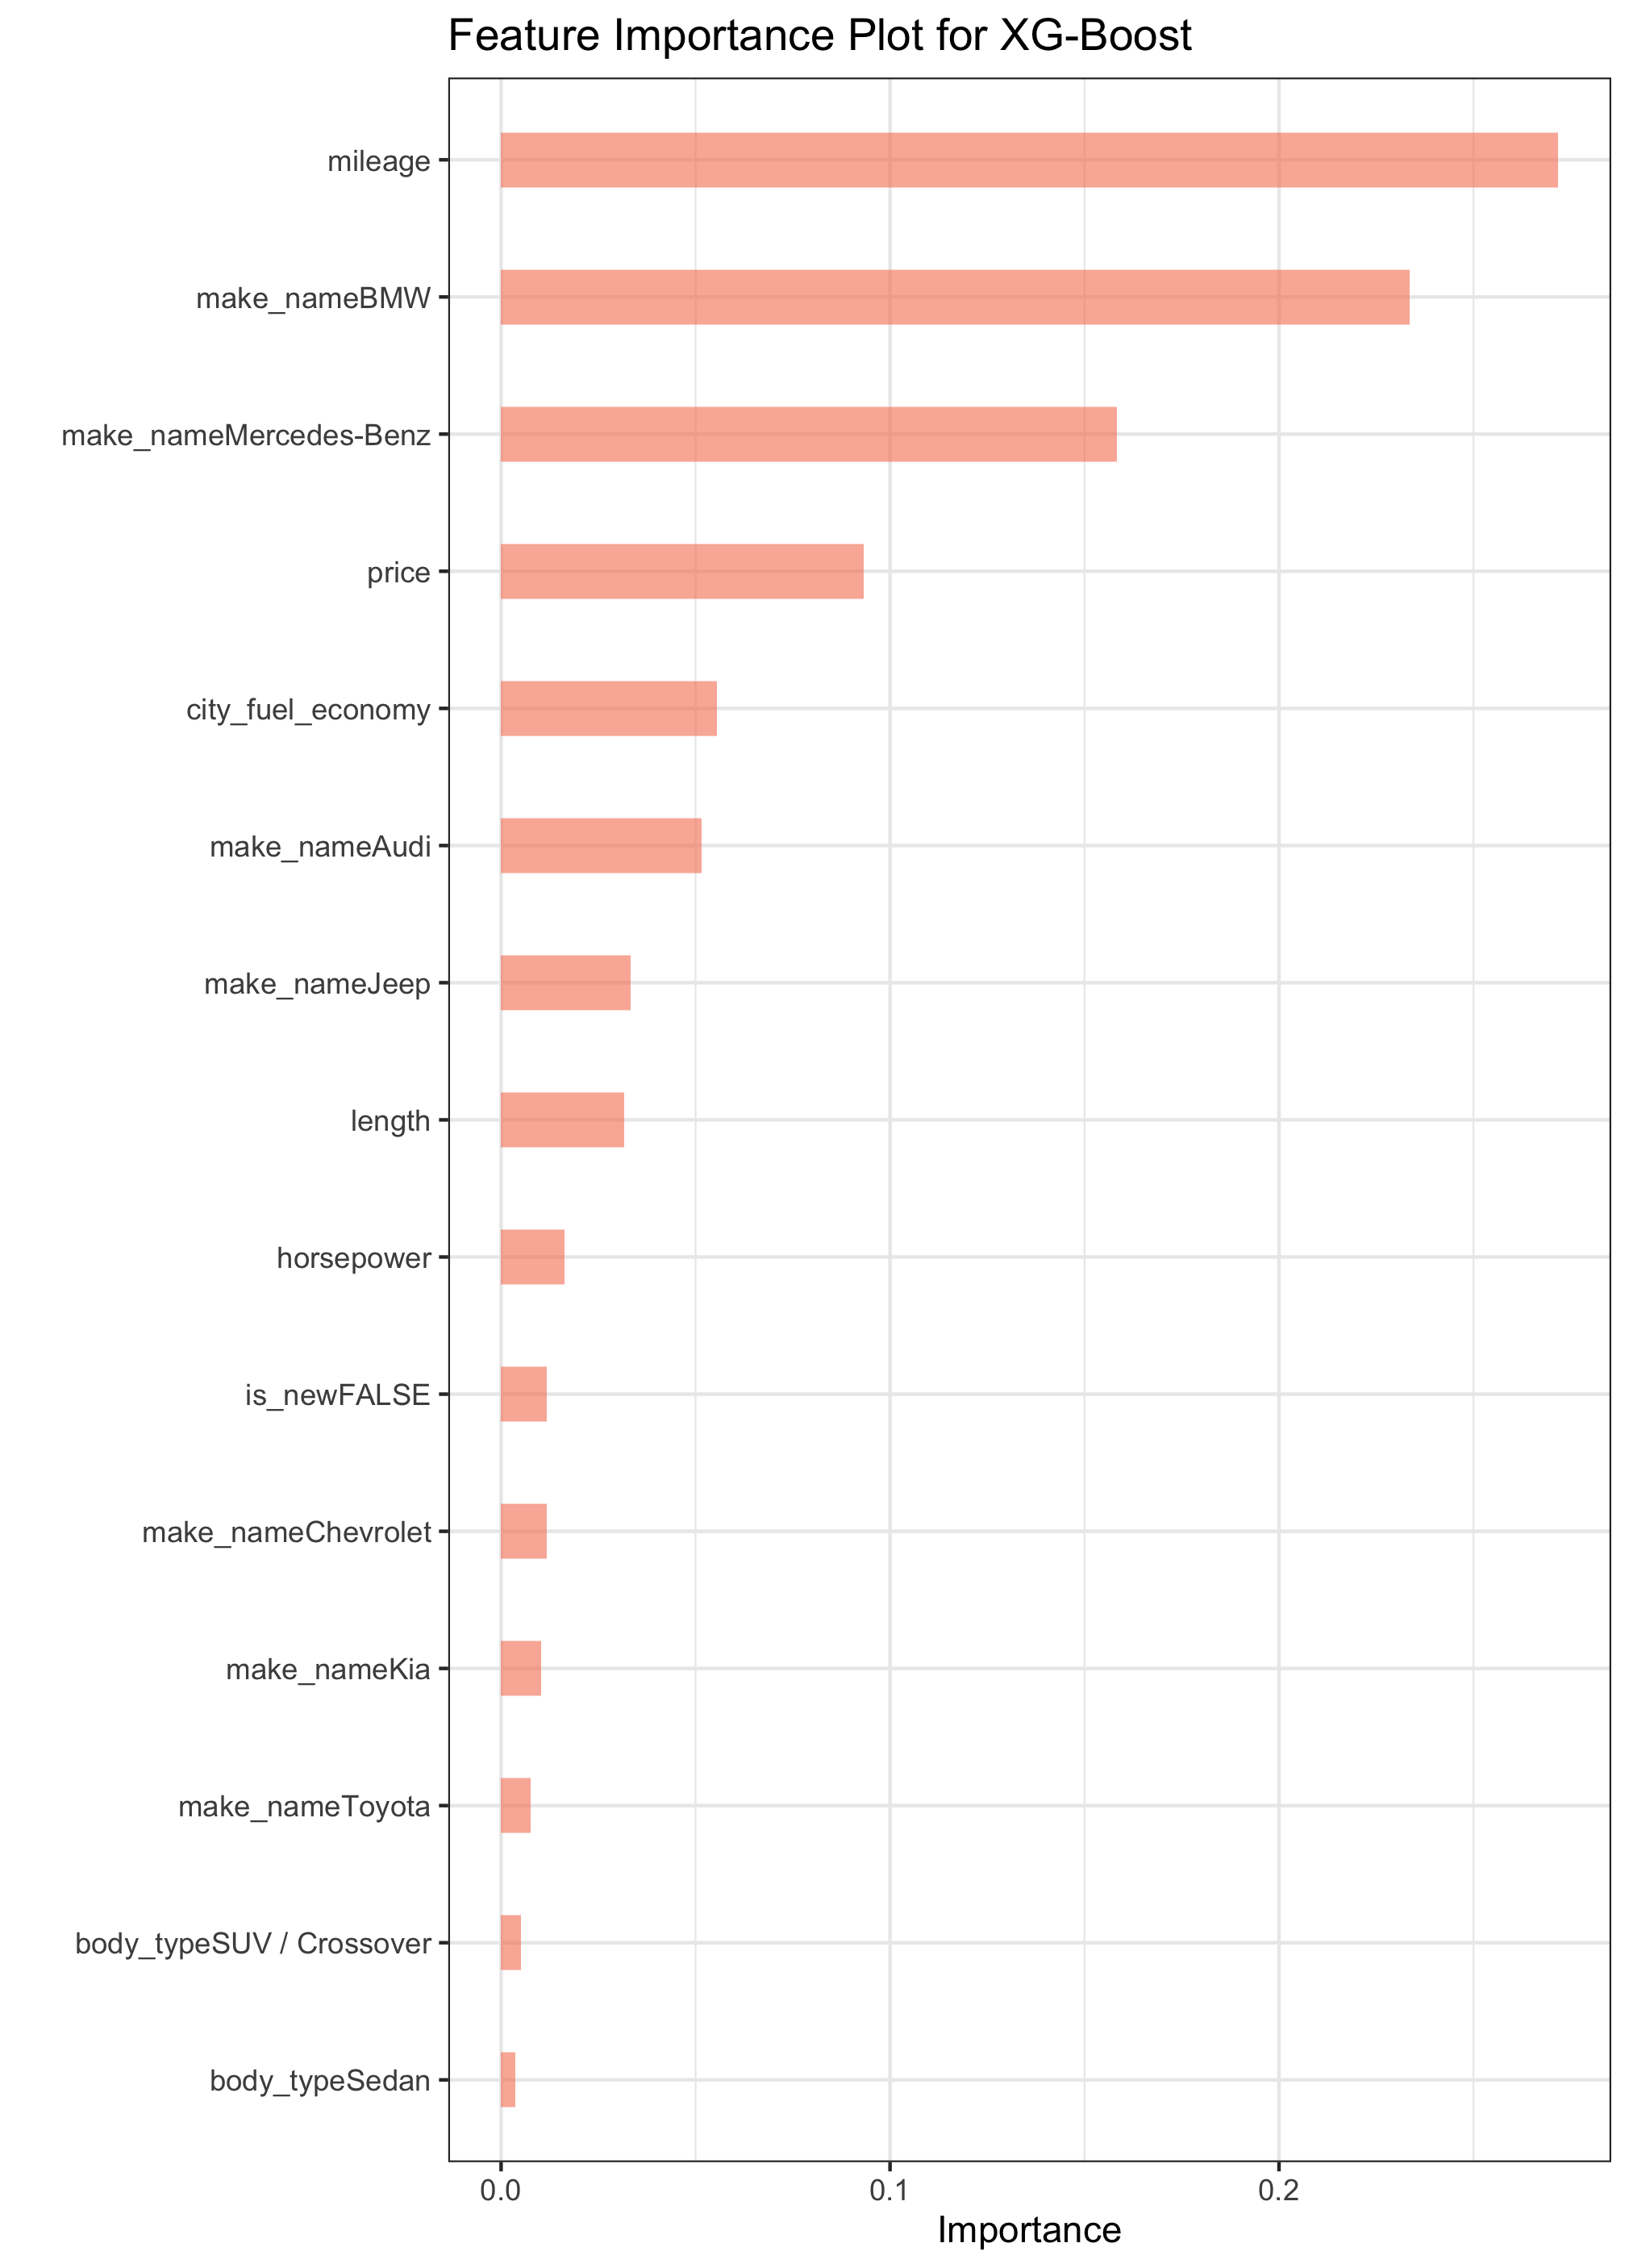 Feature Importance Plot for XG-Boost
mileage
make_nameBMW
make_nameMercedes-Benz
price
city_fuel_economy
make_nameAudi
make_nameJeep
length
horsepower
is_newFALSE
make_nameChevrolet
make_nameKia
make_nameToyota
body_typeSUV / Crossover
body_typeSedan
0.0 0.1 0.2
Importance